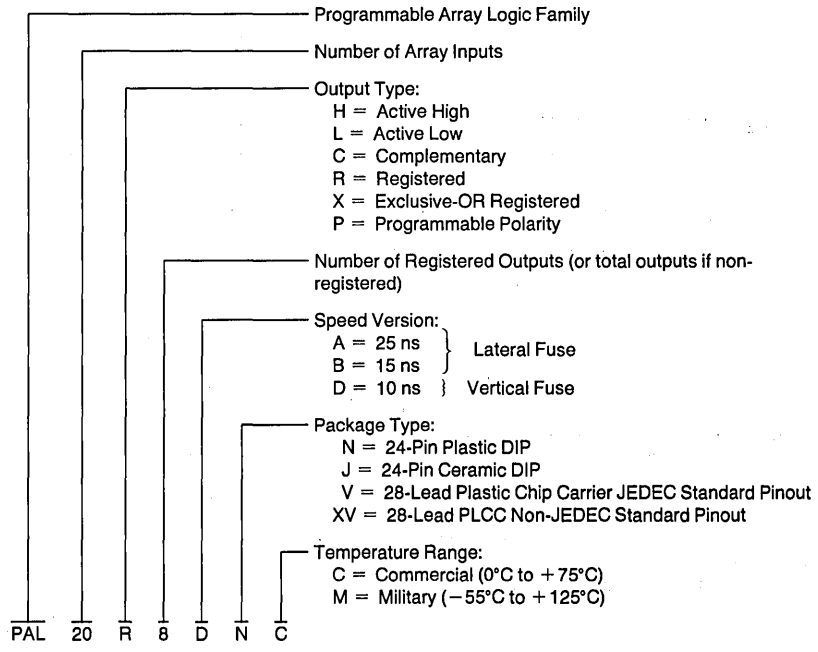 Programmable Array Logic Family
Number of Array Inputs
Output Type:
H = Active High
L = Active Low
C = Complementary
R = Registered
X = Exclusive-OR Registered
P = Programmable Polarity
Number of Registered Outputs (or total outputs if non-
registered)
Speed Version:
A = 25 ns
B = 15 ns
Lateral Fuse
D = 10 ns } Vertical Fuse
Package Type:
N = 24-Pin Plastic DIP
J = 24-Pin Ceramic DIP
V = 28-Lead Plastic Chip Carrier JEDEC Standard Pinout
XV = 28-Lead PLCC Non-JEDEC Standard Pinout
Temperature Range:
C = Commercial (0°C to +75°C)
M = Military (−55°C to +125°C)
PAL 20 R 8 D N C